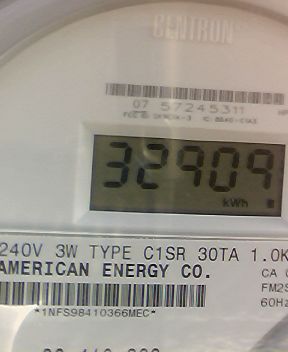 CENTRON
07 57245311
32909
kWh
240V 3W TYPE C1SR 30TA 1.0K
AMERICAN ENERGY CO.
CA
FM2S
60Hz
*1NFS98410366MEC*